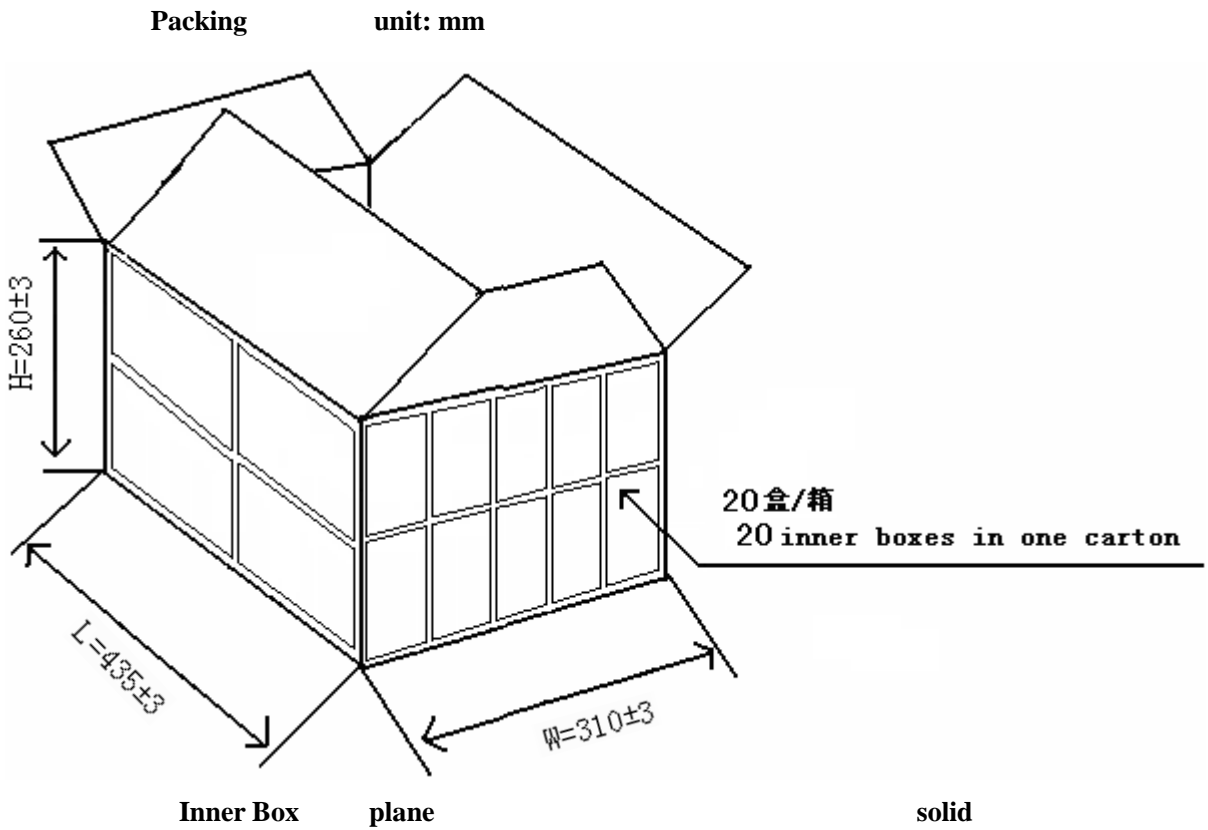 Packing unit: mm
H=260±3
20盒/箱
20 inner boxes in one carton
L=435±3
W=310±3
Inner Box plane solid